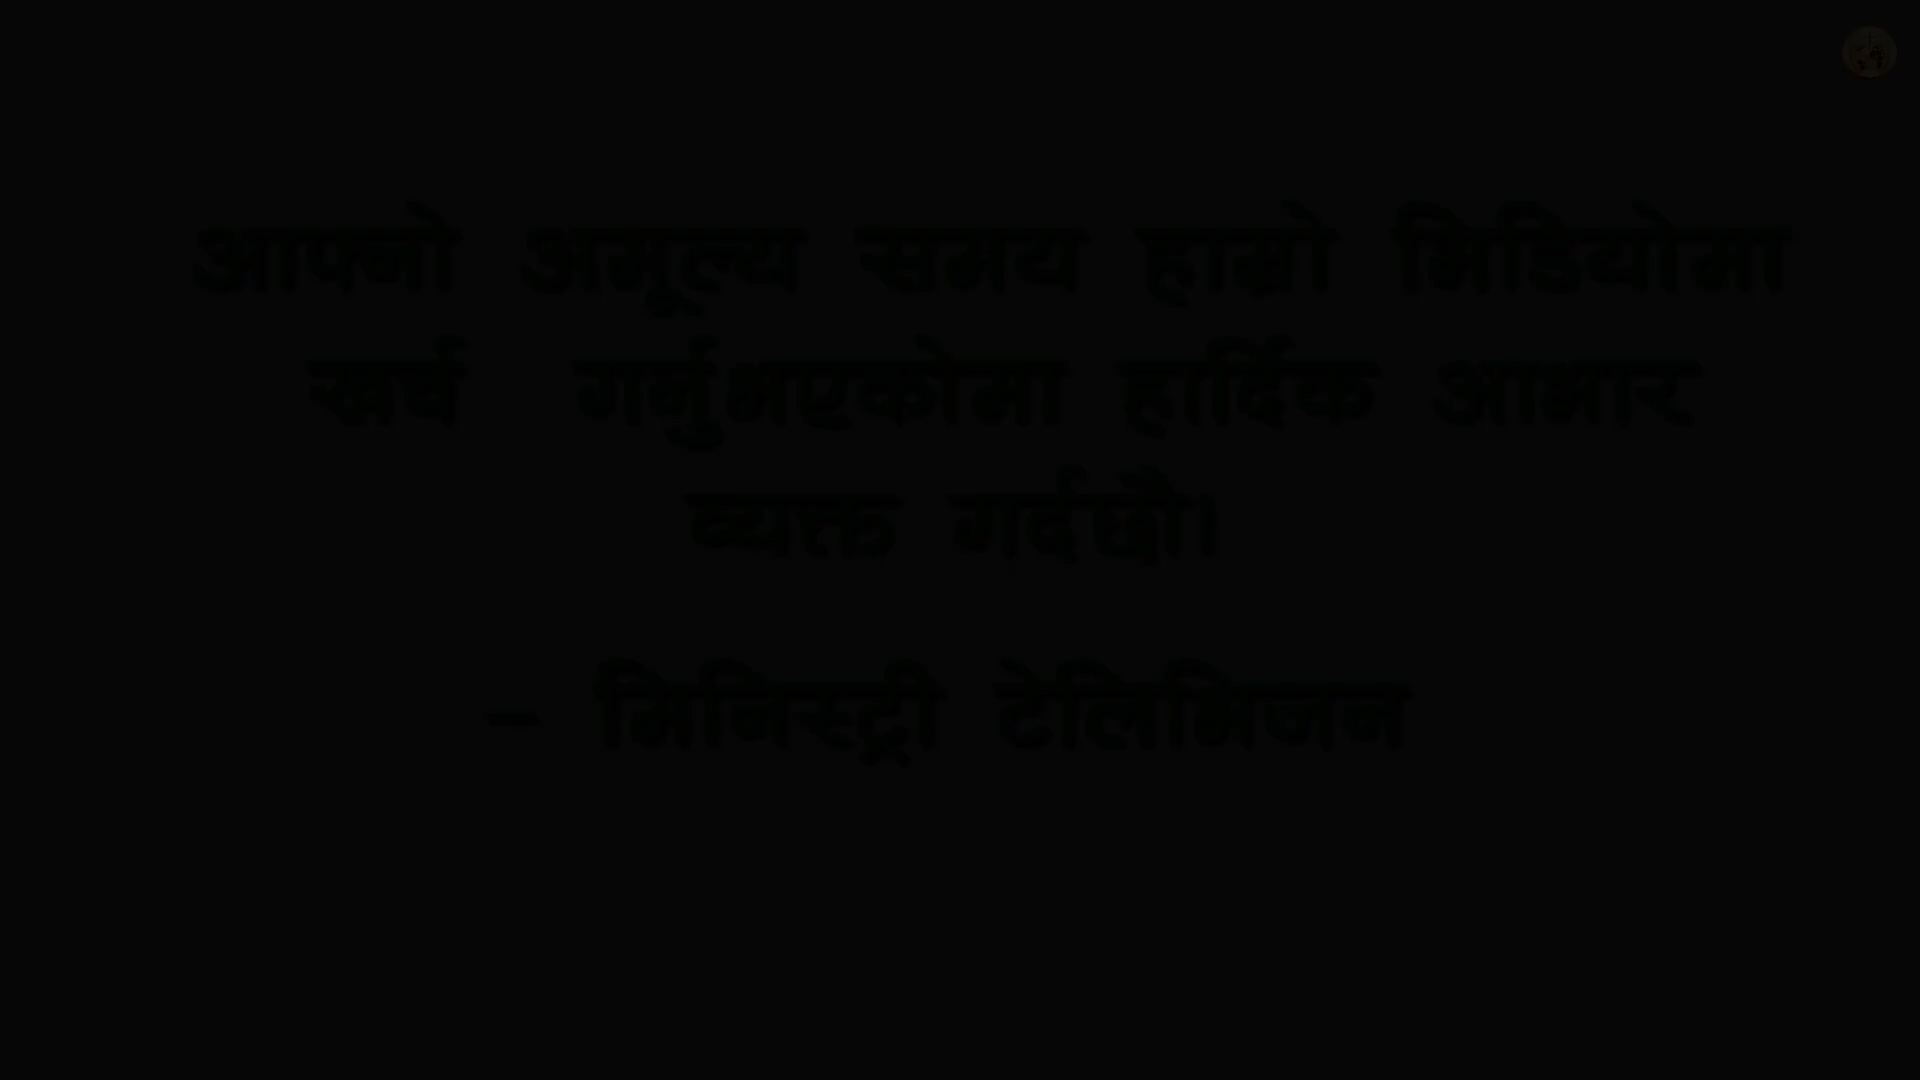 आफ्नो अमूल्य समय हाम्रो भिडियोमा
खर्च गर्नुभएकोमा हार्दिक आभार
व्यक्त गर्दछौ।
- मिनिस्ट्री टेलिभिजन